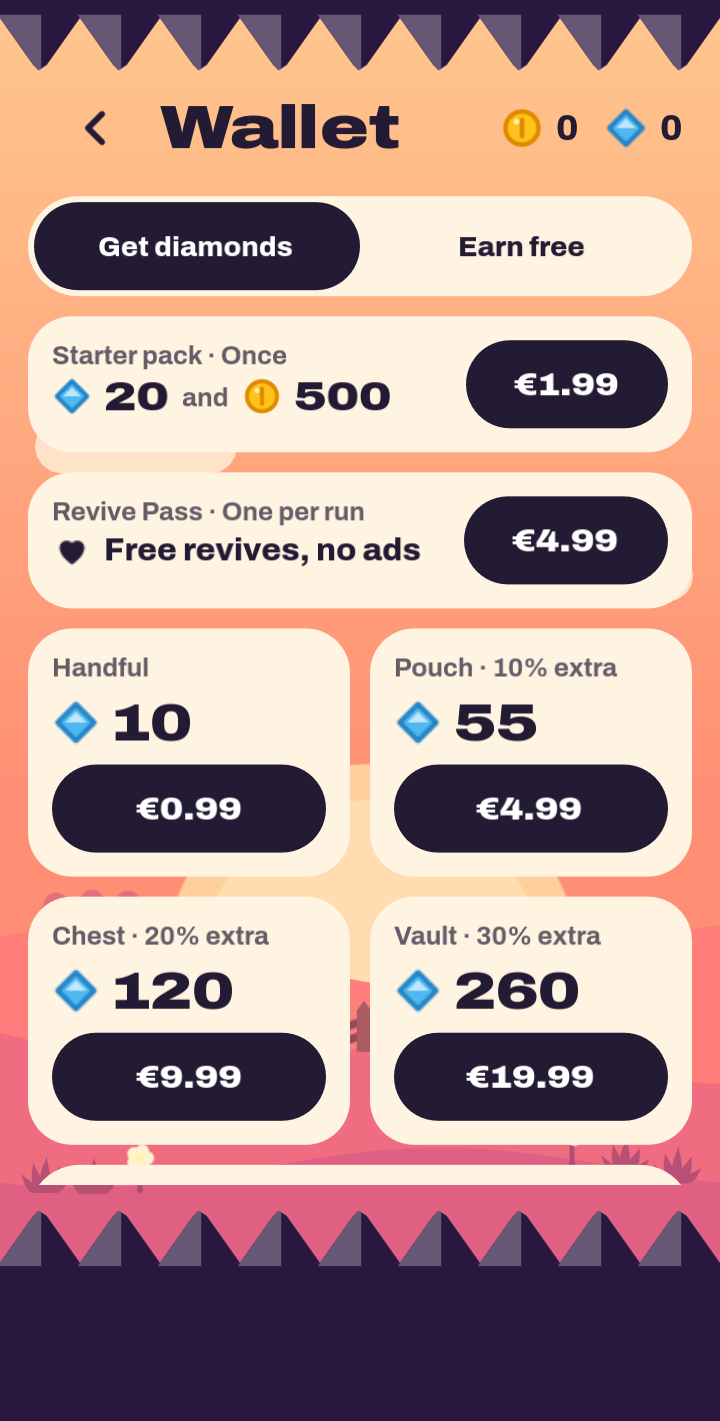 Wallet 0 0
Get diamonds Earn free
Starter pack · Once
20 and 500
€1.99
Revive Pass · One per run
Free revives, no ads
€4.99
Handful
10
€0.99
Pouch · 10% extra
55
€4.99
Chest · 20% extra
120
€9.99
Vault · 30% extra
260
€19.99